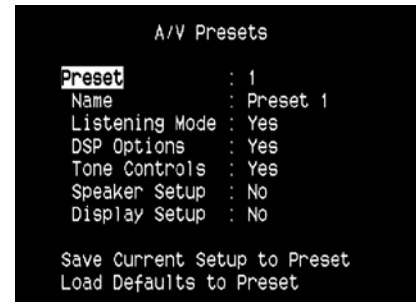 A/V Presets
Preset : 1
Name : Preset 1
Listening Mode : Yes
DSP Options : Yes
Tone Controls : Yes
Speaker Setup : No
Display Setup : No
Save Current Setup to Preset
Load Defaults to Preset